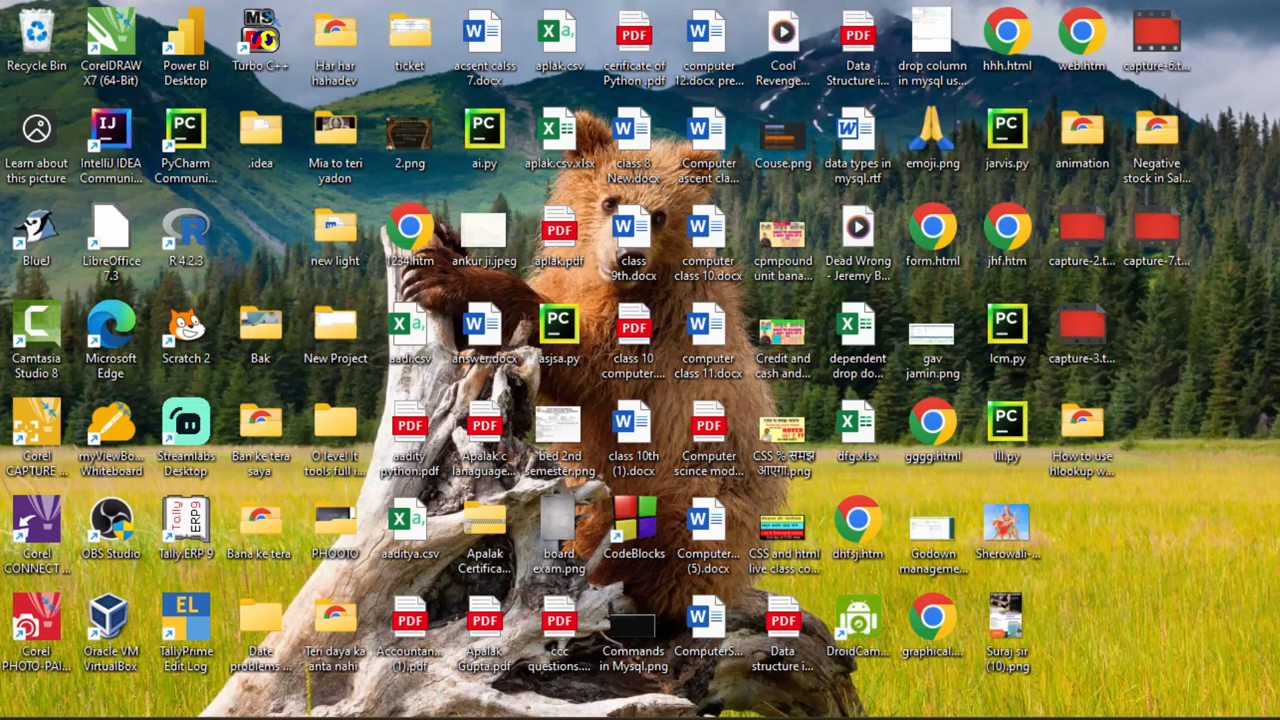 Recycle Bin
CorelDRAW
X7 (64-Bit)
Power BI
Desktop
Turbo C++
Har har
hahadev
ticket
acsent calss
7.docx
aplak.csv
cerificate of
Python .pdf
computer
12.docx pre...
Cool
Revenge...
Data
Structure i...
drop column
in mysql us...
hhh.html
web.htm
capture-6.t...
Learn about
this picture
IntelliJ IDEA
Communi...
PyCharm
Communi...
.idea
Mia to teri
yadon
2.png
ai.py
aplak.csv.xlsx
class 8
New.docx
Computer
ascent cla...
Couse.png
data types in
mysql.rtf
emoji.png
jarvis.py
animation
Negative
stock in Sal...
BlueJ
LibreOffice
7.3
R 4.2.3
new light
1234.htm
ankur ji.jpeg
aplak.pdf
class
9th.docx
computer
class 10.docx
cpmpound
unit bana...
Dead Wrong
- Jeremy B...
form.html
jhf.htm
capture-2.t...
capture-7.t...
Camtasia
Studio 8
Microsoft
Edge
Scratch 2
Bak
New Project
aadi.csv
answer.docx
asjsa.py
class 10
computer....
computer
class 11.docx
Credit and
cash and...
dependent
drop do...
gav
jamin.png
lcm.py
capture-3.t...
Corel
CAPTURE ...
myViewBo...
Whiteboard
Streamlabs
Desktop
Ban ke tera
saya
O level It
tools full i...
aadity
python.pdf
Apalak c
lanaguage...
bed 2nd
semester.png
class 10th
(1).docx
Computer
scince mod...
CSS % समझ
आएगा.png
dfg.xlsx
gggg.html
lll.py
How to use
hlookup w...
Corel
CONNECT ...
OBS Studio
Tally.ERP 9
Bana ke tera
PHOOTO
aaditya.csv
Apalak
Certifica...
board
exam.png
CodeBlocks
Computer...
(5).docx
CSS and html
live class co...
dhfsj.htm
Godown
manageme...
Sherowali-...
Corel
PHOTO-PAI...
Oracle VM
VirtualBox
TallyPrime
Edit Log
Date
problems ...
Teri daya ka
anta nahi
Accountan...
(1).pdf
Apalak
Gupta.pdf
ccc
questions....
Commands
in Mysql.png
ComputerS...
Data
structure i...
DroidCam...
graphical....
Suraj sir
(10).png